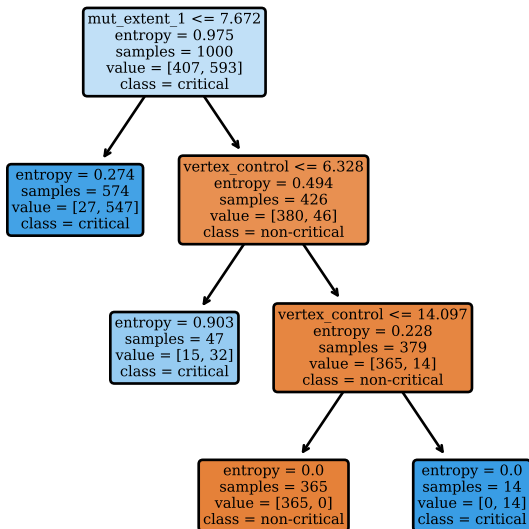 mut_extent_1 <= 7.672
entropy = 0.975
samples = 1000
value = [407, 593]
class = critical
entropy = 0.274
samples = 574
value = [27, 547]
class = critical
vertex_control <= 6.328
entropy = 0.494
samples = 426
value = [380, 46]
class = non-critical
entropy = 0.903
samples = 47
value = [15, 32]
class = critical
vertex_control <= 14.097
entropy = 0.228
samples = 379
value = [365, 14]
class = non-critical
entropy = 0.0
samples = 365
value = [365, 0]
class = non-critical
entropy = 0.0
samples = 14
value = [0, 14]
class = critical